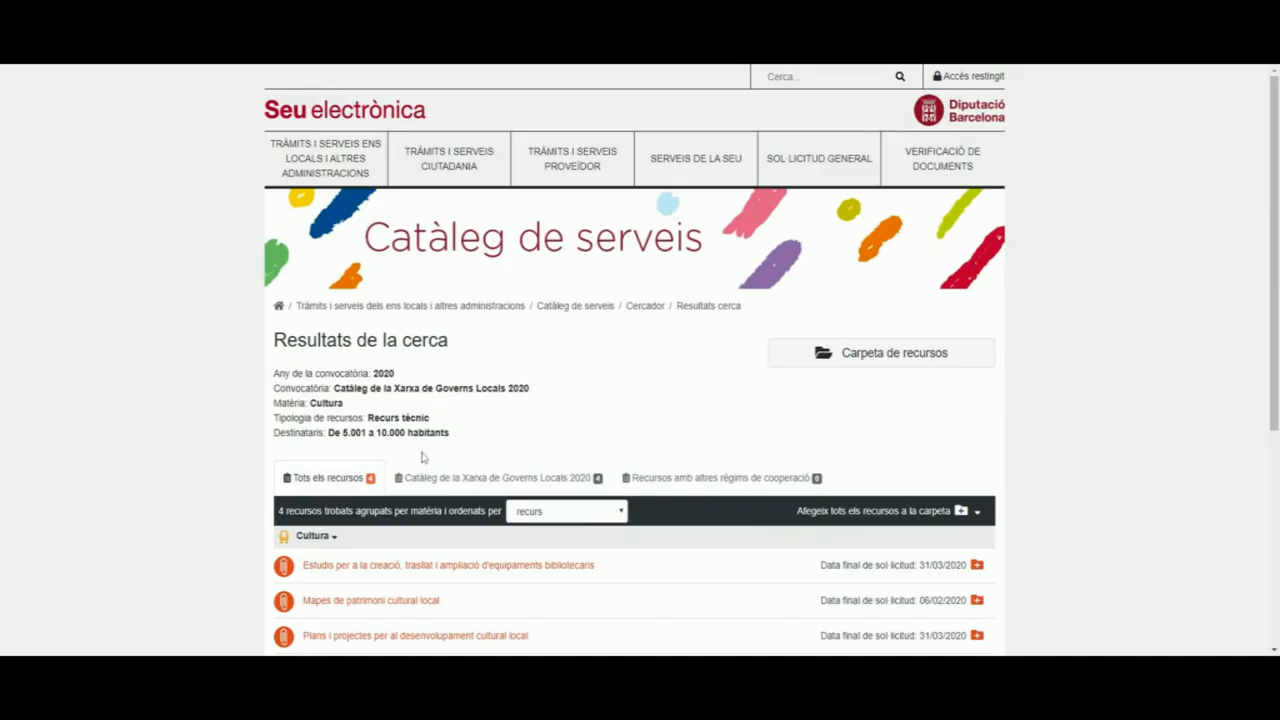 Cerca...
Accés restingit
Seu electrònica
Diputació
Barcelona
TRÀMITS I SERVEIS ENS
LOCALS I ALTRES
ADMINISTRACIONS
TRÀMITS I SERVEIS
CIUTADANIA
TRÀMITS I SERVEIS
PROVEÏDOR
SERVEIS DE LA SEU
SOL·LICITUD GENERAL
VERIFICACIÓ DE
DOCUMENTS
Catàleg de serveis
/ Tràmits i serveis dels ens locals i altres administracions / Catàleg de serveis / Cercador / Resultats cerca
Resultats de la cerca
Carpeta de recursos
Any de la convocatòria: 2020
Convocatòria: Catàleg de la Xarxa de Governs Locals 2020
Matèria: Cultura
Tipologia de recursos: Recurs tècnic
Destinataris: De 5.001 a 10.000 habitants
Tots els recursos 4
Catàleg de la Xarxa de Governs Locals 2020 4
Recursos amb altres règims de cooperació 0
4 recursos trobats agrupats per matèria i ordenats per recurs
Afegeix tots els recursos a la carpeta
Cultura
Estudis per a la creació, trasllat i ampliació d'equipaments bibliotecaris Data final de sol·licitud: 31/03/2020
Mapes de patrimoni cultural local Data final de sol·licitud: 06/02/2020
Plans i projectes per al desenvolupament cultural local Data final de sol·licitud: 31/03/2020